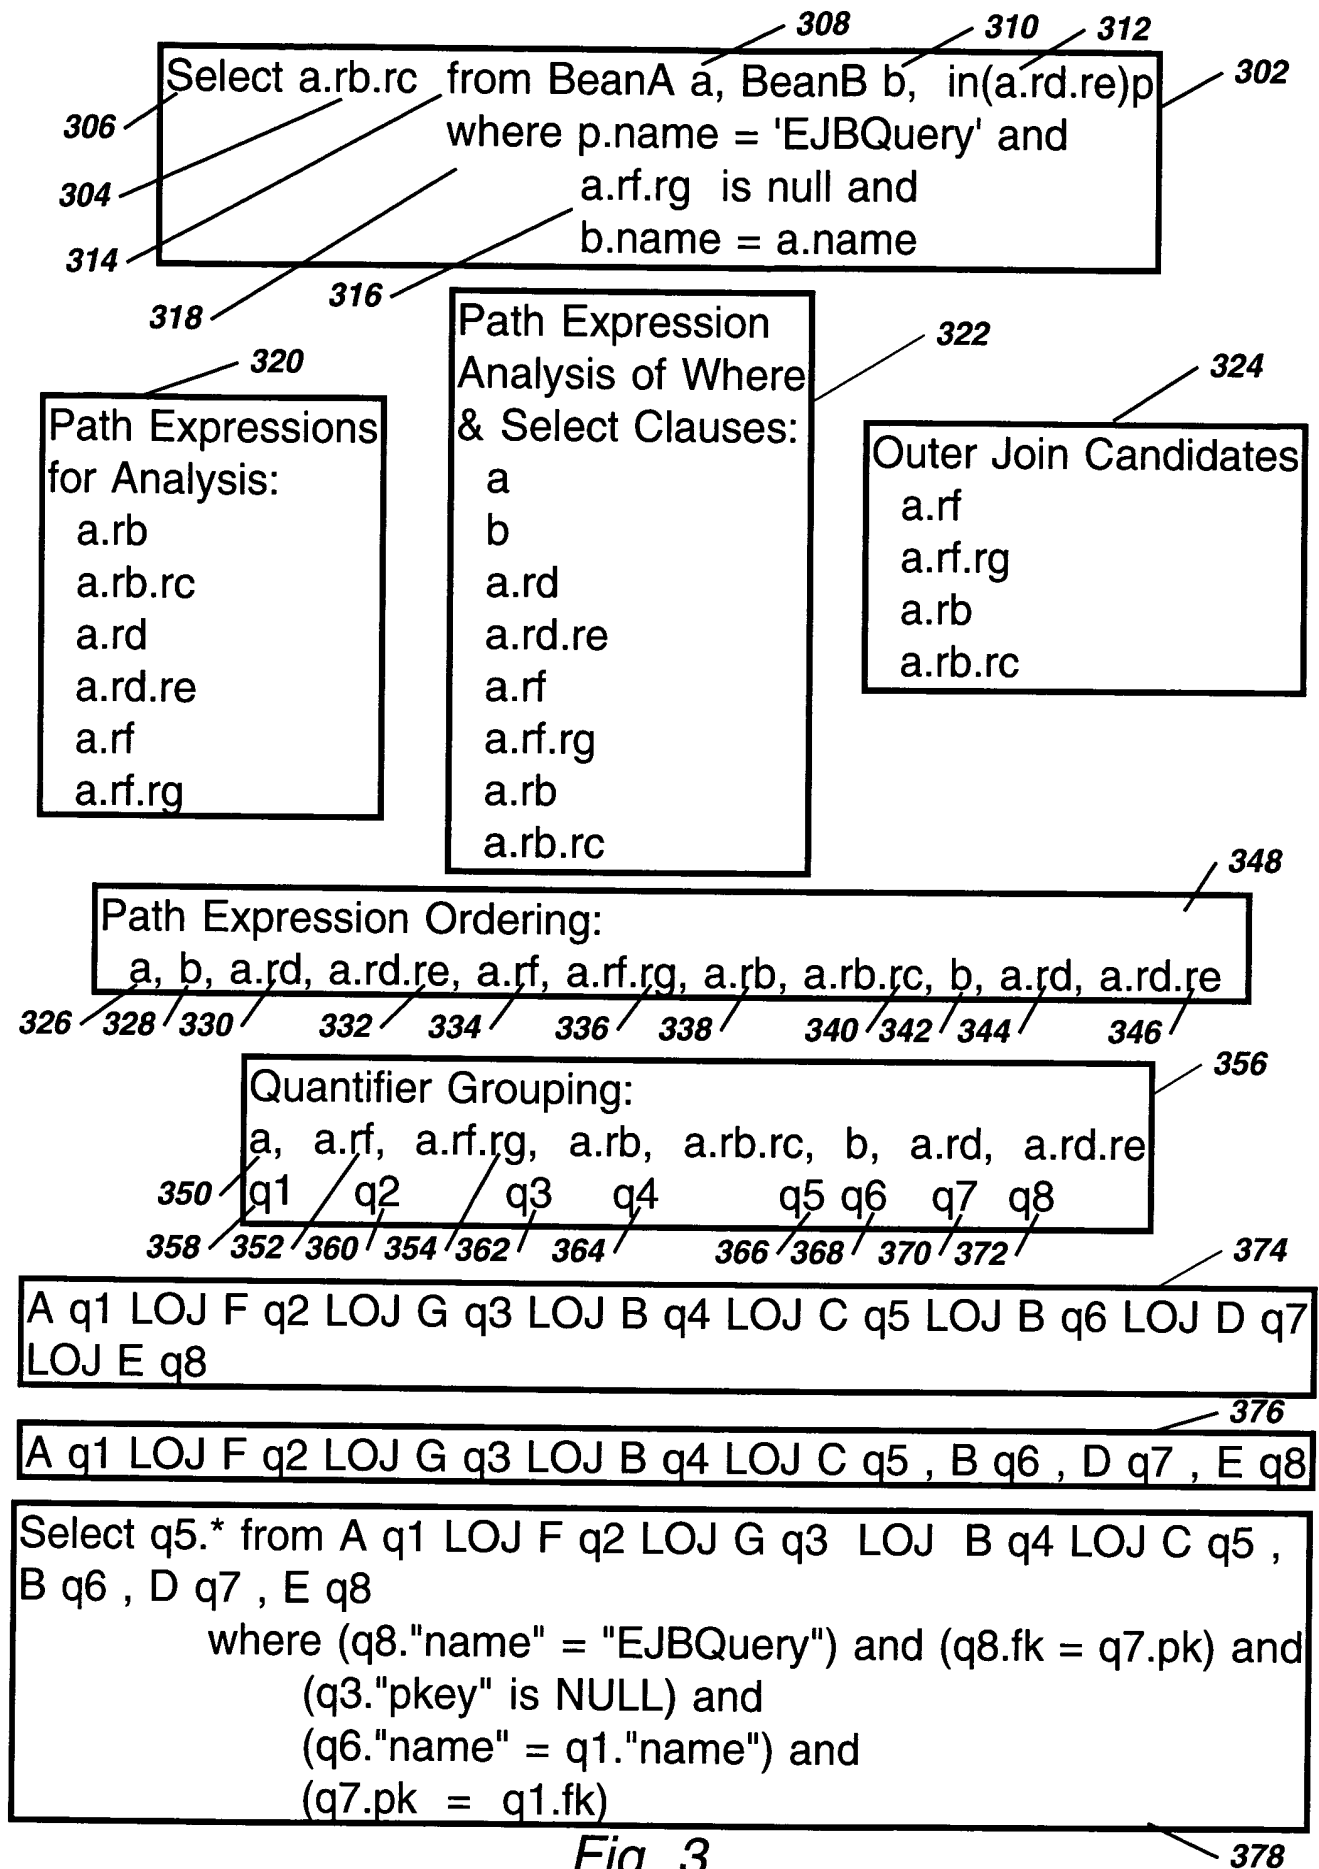 308
310
312
Select a.rb.rc from BeanA a, BeanB b, in(a.rd.re)p
302
306
where p.name = 'EJBQuery' and
304
a.rf.rg is null and
314
b.name = a.name
316
318
320
Path Expressions
for Analysis:
a.rb
a.rb.rc
a.rd
a.rd.re
a.rf
a.rf.rg
322
Path Expression
Analysis of Where
& Select Clauses:
a
b
a.rd
a.rd.re
a.rf
a.rf.rg
a.rb
a.rb.rc
324
Outer Join Candidates
a.rf
a.rf.rg
a.rb
a.rb.rc
348
Path Expression Ordering:
a, b, a.rd, a.rd.re, a.rf, a.rf.rg, a.rb, a.rb.rc, b, a.rd, a.rd.re
326 328 330 332 334 336 338 340 342 344 346
356
Quantifier Grouping:
a, a.rf, a.rf.rg, a.rb, a.rb.rc, b, a.rd, a.rd.re
350 q1 q2 q3 q4 q5 q6 q7 q8
358 352 360 354 362 364 366 368 370 372
374
A q1 LOJ F q2 LOJ G q3 LOJ B q4 LOJ C q5 LOJ B q6 LOJ D q7
LOJ E q8
376
A q1 LOJ F q2 LOJ G q3 LOJ B q4 LOJ C q5 , B q6 , D q7 , E q8
Select q5.* from A q1 LOJ F q2 LOJ G q3 LOJ B q4 LOJ C q5 ,
B q6 , D q7 , E q8
where (q8."name" = "EJBQuery") and (q8.fk = q7.pk) and
(q3."pkey" is NULL) and
(q6."name" = q1."name") and
(q7.pk = q1.fk)
Fig. 3
378